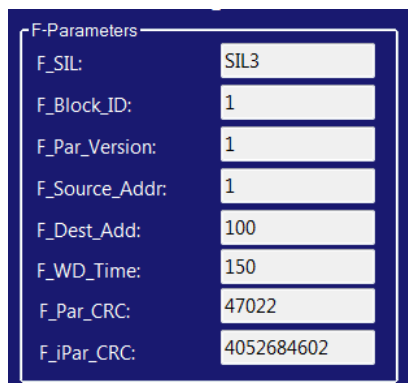 F-Parameters
F_SIL: SIL3
F_Block_ID: 1
F_Par_Version: 1
F_Source_Addr: 1
F_Dest_Add: 100
F_WD_Time: 150
F_Par_CRC: 47022
F_iPar_CRC: 4052684602